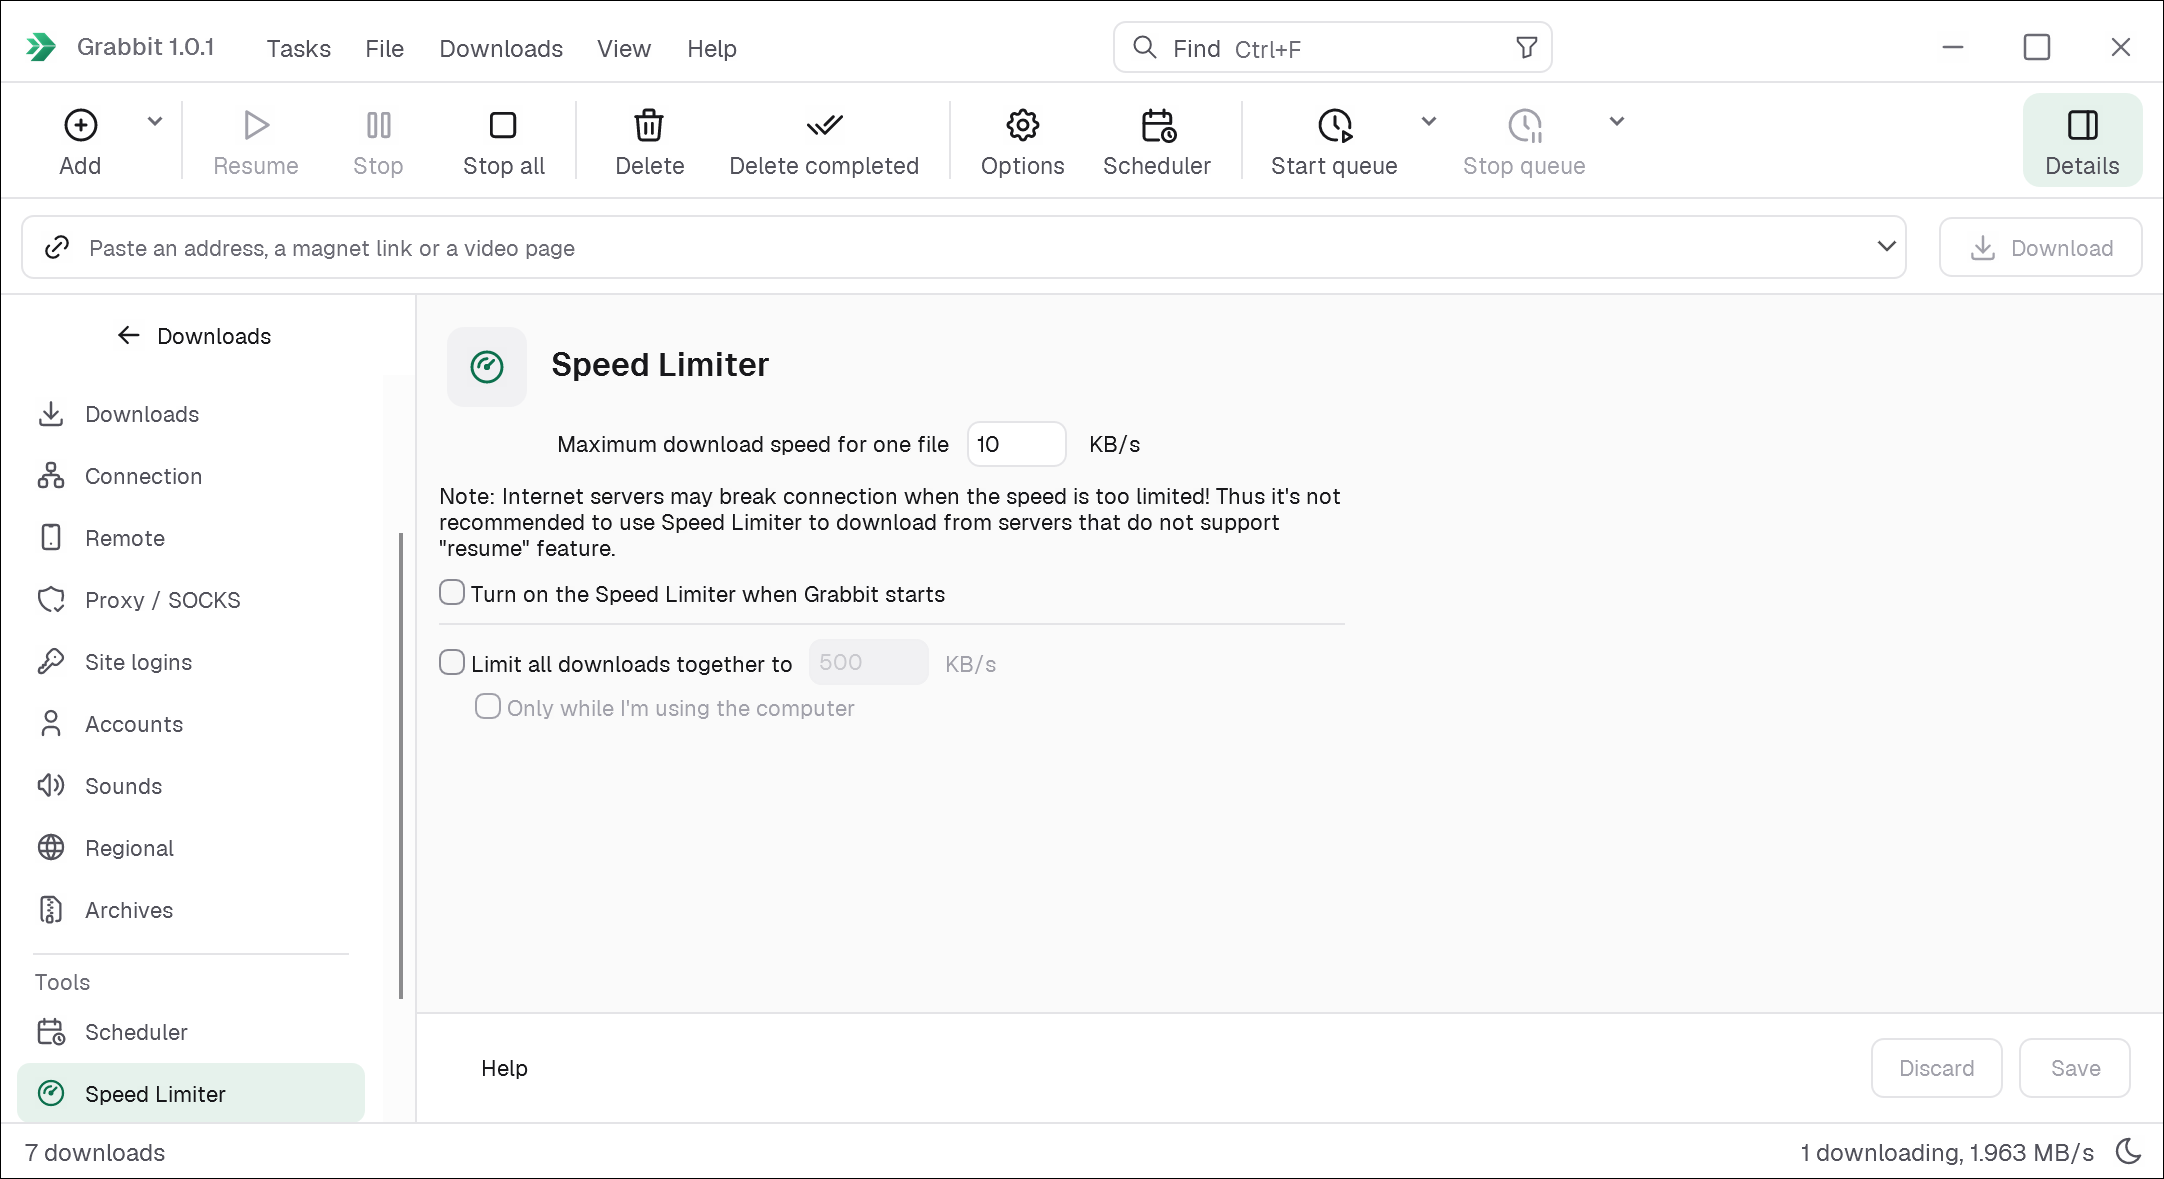 Grabbit 1.0.1
Tasks
File
Downloads
View
Help
Find Ctrl+F
Add
Resume
Stop
Stop all
Delete
Delete completed
Options
Scheduler
Start queue
Stop queue
Details
Paste an address, a magnet link or a video page
Download
Downloads
Downloads
Connection
Remote
Proxy / SOCKS
Site logins
Accounts
Sounds
Regional
Archives
Tools
Scheduler
Speed Limiter
Speed Limiter
Maximum download speed for one file 10 KB/s
Note: Internet servers may break connection when the speed is too limited! Thus it's not
recommended to use Speed Limiter to download from servers that do not support
"resume" feature.
Turn on the Speed Limiter when Grabbit starts
Limit all downloads together to 500 KB/s
Only while I'm using the computer
Help
Discard
Save
7 downloads
1 downloading, 1.963 MB/s